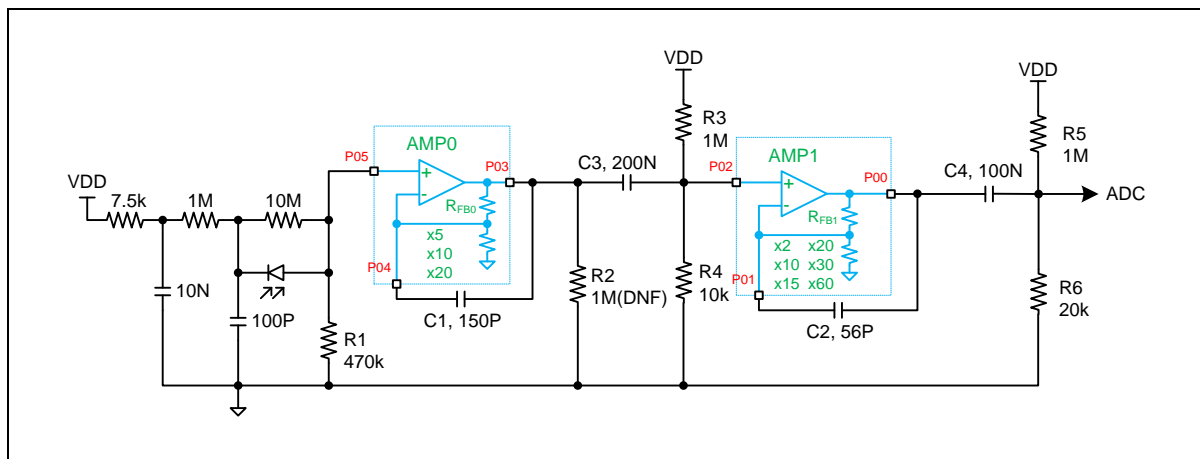 VDD
7.5k
1M
10M
10N
100P
R1
470k
P05
AMP0
P03
RFB0
x5
x10
x20
P04
C1, 150P
C3, 200N
R2
1M(DNF)
VDD
R3
1M
R4
10k
P02
AMP1
P00
RFB1
x2 x20
x10 x30
x15 x60
P01
C2, 56P
C4, 100N
VDD
R5
1M
ADC
R6
20k